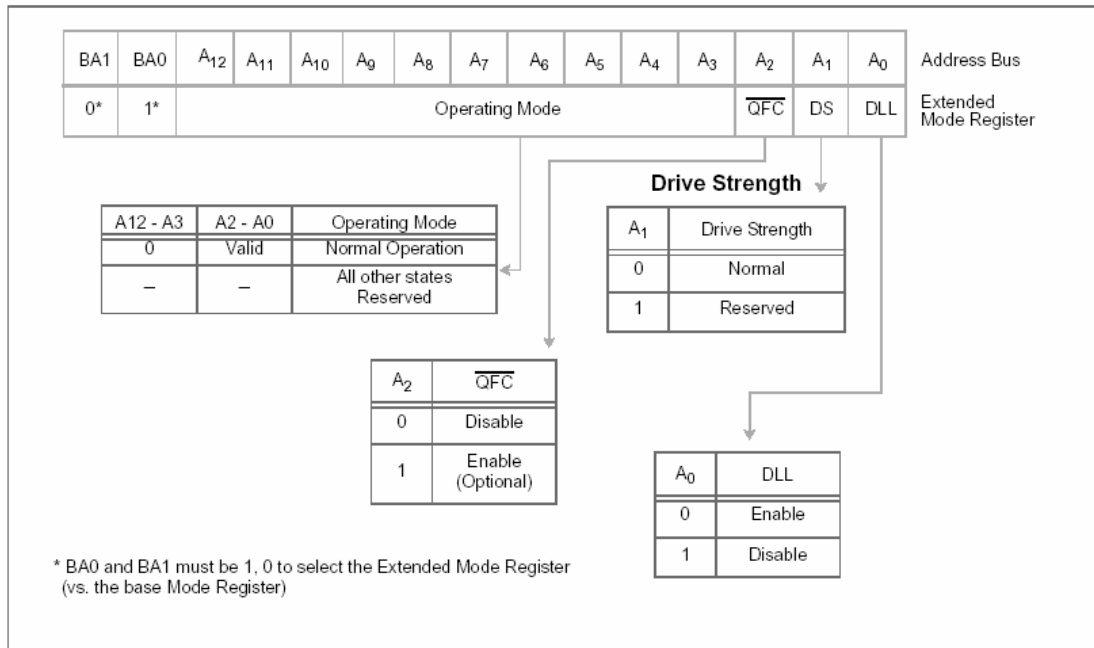 BA1 BA0 A12 A11 A10 A9 A8 A7 A6 A5 A4 A3 A2 A1 A0 Address Bus
0* 1* Operating Mode QFC DS DLL Extended
Mode Register
Drive Strength
A12 - A3 A2 - A0 Operating Mode
0 Valid Normal Operation
– – All other states
Reserved
A1 Drive Strength
0 Normal
1 Reserved
A2 QFC
0 Disable
1 Enable
(Optional)
A0 DLL
0 Enable
1 Disable
* BA0 and BA1 must be 1, 0 to select the Extended Mode Register
(vs. the base Mode Register)